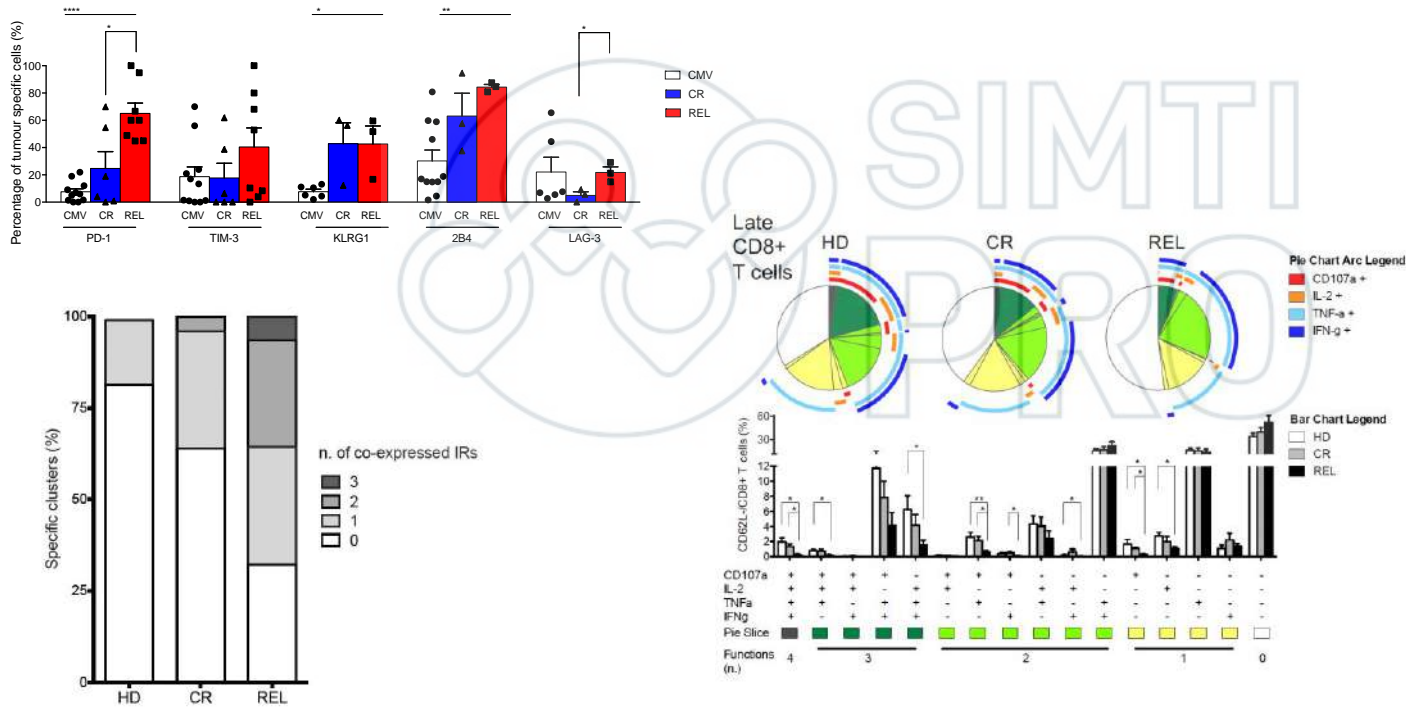 **** * **
* *
Percentage of tumour specific cells (%)
100
80
60
40
20
0
CMV CR REL CMV CR REL CMV CR REL CMV CR REL CMV CR REL
PD-1 TIM-3 KLRG1 2B4 LAG-3
CMV
CR
REL
SIMTI
PRO
Specific clusters (%)
100
75
50
25
0
HD CR REL
n. of co-expressed IRs
3
2
1
0
Late
CD8+
T cells
HD CR REL
Pie Chart Arc Legend
CD107a +
IL-2 +
TNF-a +
IFN-g +
CD62L-/CD8+ T cells (%)
60
30
12
10
8
6
4
2
0
* * * * ** * * * * * *
Bar Chart Legend
HD
CR
REL
CD107a + + + + - + + + - - - + - - -
IL-2 + + + - + + - - + + - - + - -
TNFa + + - + + - + - + - + - - + -
IFNg + - + + + - - + - + + - - - + -
Pie Slice
Functions 4 3 2 1 0
(n.)